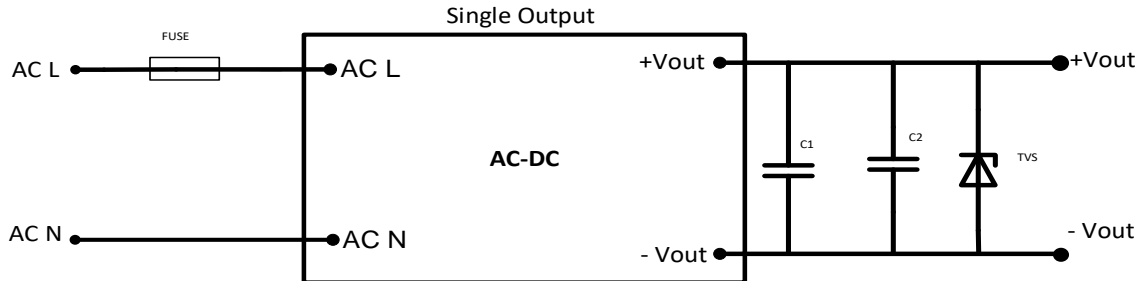 Single Output
FUSE
AC L
AC L
+Vout
+Vout
C1
C2
TVS
AC-DC
AC N
AC N
- Vout
- Vout